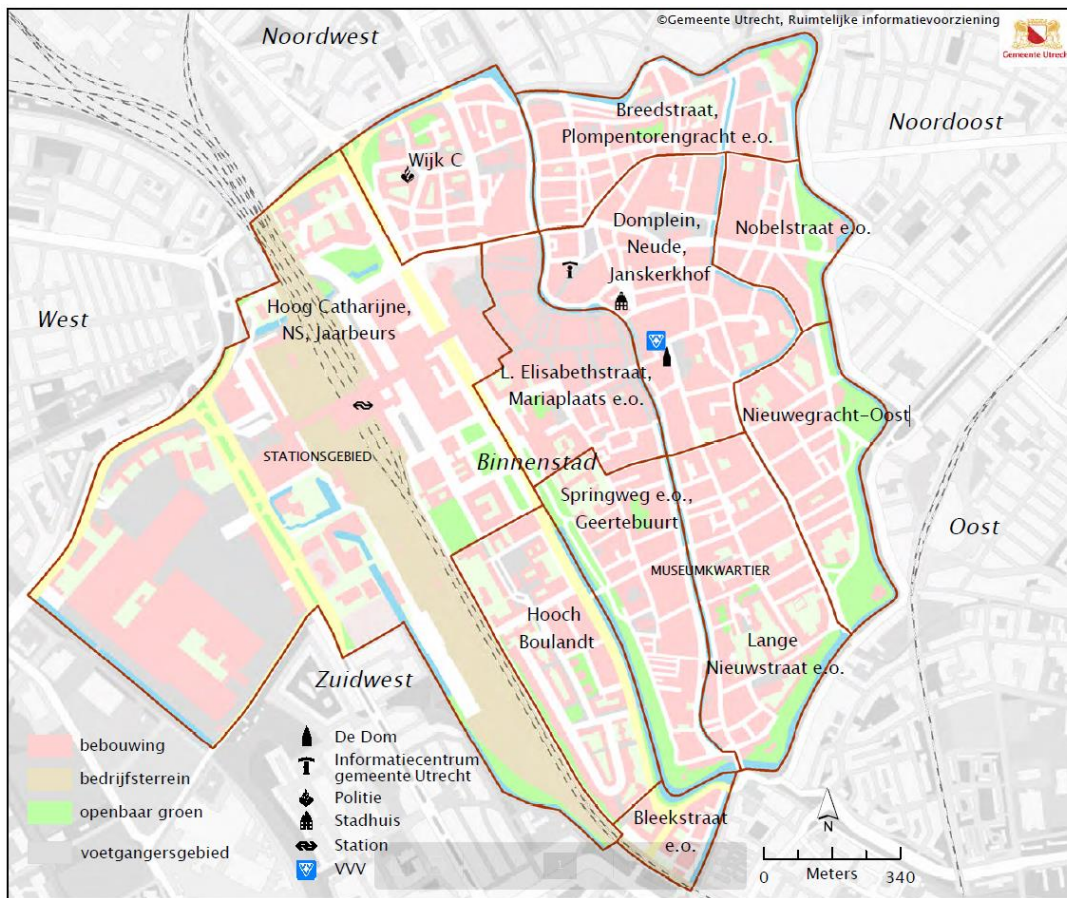 ©Gemeente Utrecht, Ruimtelijke informatievoorziening
Gemeente Utrecht
Noordwest
Breedstraat,
Plompentorengracht e.o.
Noordoost
Wijk C
Domplein,
Neude,
Janskerkhof
Nobelstraat e.o.
West
Hoog Catharijne,
NS, Jaarbeurs
L. Elisabethstraat,
Mariaplaats e.o.
Nieuwegracht-Oost
STATIONSGEBIED
Binnenstad
Springweg e.o.,
Geertebuurt
Oost
MUSEUMKWARTIER
Hooch
Boulandt
Lange
Nieuwstraat e.o.
Zuidwest
bebouwing
bedrijfsterrein
openbaar groen
voetgangersgebied
De Dom
Informatiecentrum
gemeente Utrecht
Politie
Stadhuis
Station
VVV
Bleekstraat
e.o.
N
0 Meters 340